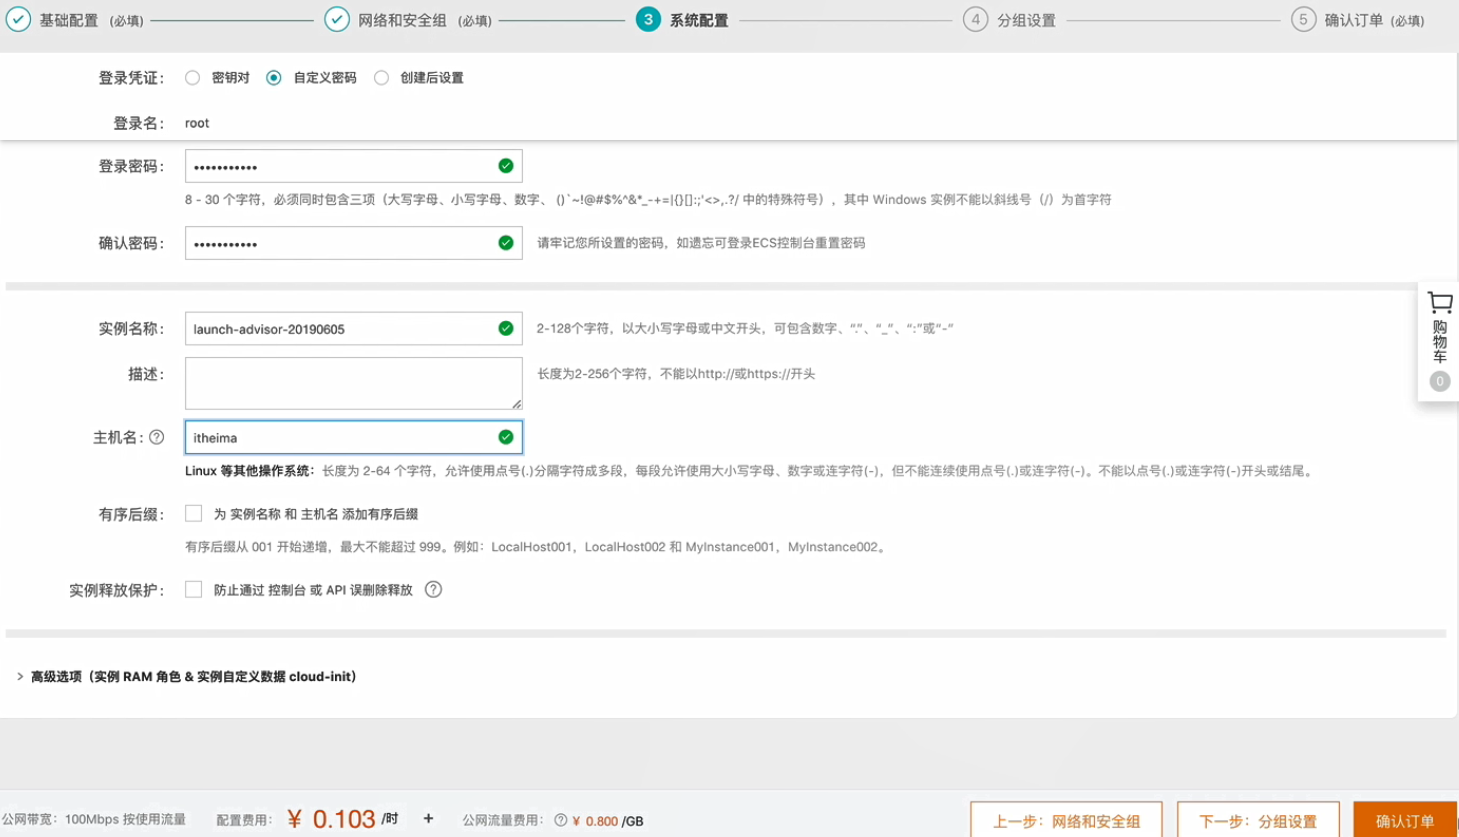 基础配置 (必填) 网络和安全组 (必填) 3 系统配置 4 分组设置 5 确认订单 (必填)
登录凭证: 密钥对 自定义密码 创建后设置
登录名: root
登录密码: •••••••••••
8 - 30 个字符，必须同时包含三项（大写字母、小写字母、数字、 ()`~!@#$%^&*_-+=|{}[]:;'<>,.?/ 中的特殊符号），其中 Windows 实例不能以斜线号（/）为首字符
确认密码: ••••••••••• 请牢记您所设置的密码，如遗忘可登录ECS控制台重置密码
实例名称: launch-advisor-20190605 2-128个字符，以大小写字母或中文开头，可包含数字、“.”、“_”、“:”或“-”
描述: 长度为2-256个字符，不能以http://或https://开头
主机名: ? itheima
Linux 等其他操作系统：长度为 2-64 个字符，允许使用点号(.)分隔字符成多段，每段允许使用大小写字母、数字或连字符(-)，但不能连续使用点号(.)或连字符(-)。不能以点号(.)或连字符(-)开头或结尾。
有序后缀: 为 实例名称 和 主机名 添加有序后缀
有序后缀从 001 开始递增，最大不能超过 999。例如：LocalHost001，LocalHost002 和 MyInstance001，MyInstance002。
实例释放保护: 防止通过 控制台 或 API 误删除释放 ?
> 高级选项（实例 RAM 角色 & 实例自定义数据 cloud-init）
购物车
0
公网带宽: 100Mbps 按使用流量 配置费用: ¥ 0.103 /时 + 公网流量费用: ? ¥ 0.800 /GB 上一步：网络和安全组 下一步：分组设置 确认订单